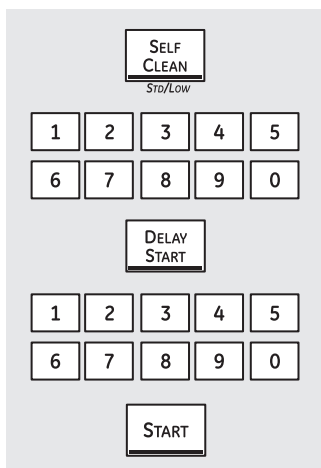 SELF
CLEAN
STD/LOW
1 2 3 4 5
6 7 8 9 0
DELAY
START
1 2 3 4 5
6 7 8 9 0
START